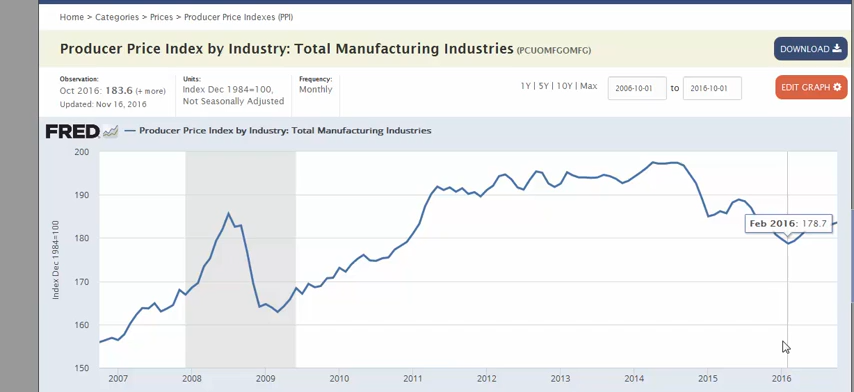 Home > Categories > Prices > Producer Price Indexes (PPI)
Producer Price Index by Industry: Total Manufacturing Industries (PCUOMFGOMFG)
DOWNLOAD
Observation:
Oct 2016: 183.6 (+ more)
Updated: Nov 16, 2016
Units:
Index Dec 1984=100,
Not Seasonally Adjusted
Frequency:
Monthly
1Y | 5Y | 10Y | Max
2006-10-01 to 2016-10-01
EDIT GRAPH
FRED
Producer Price Index by Industry: Total Manufacturing Industries
200
190
180
170
160
150
Index Dec 1984=100
Feb 2016: 178.7
2007 2008 2009 2010 2011 2012 2013 2014 2015 2016